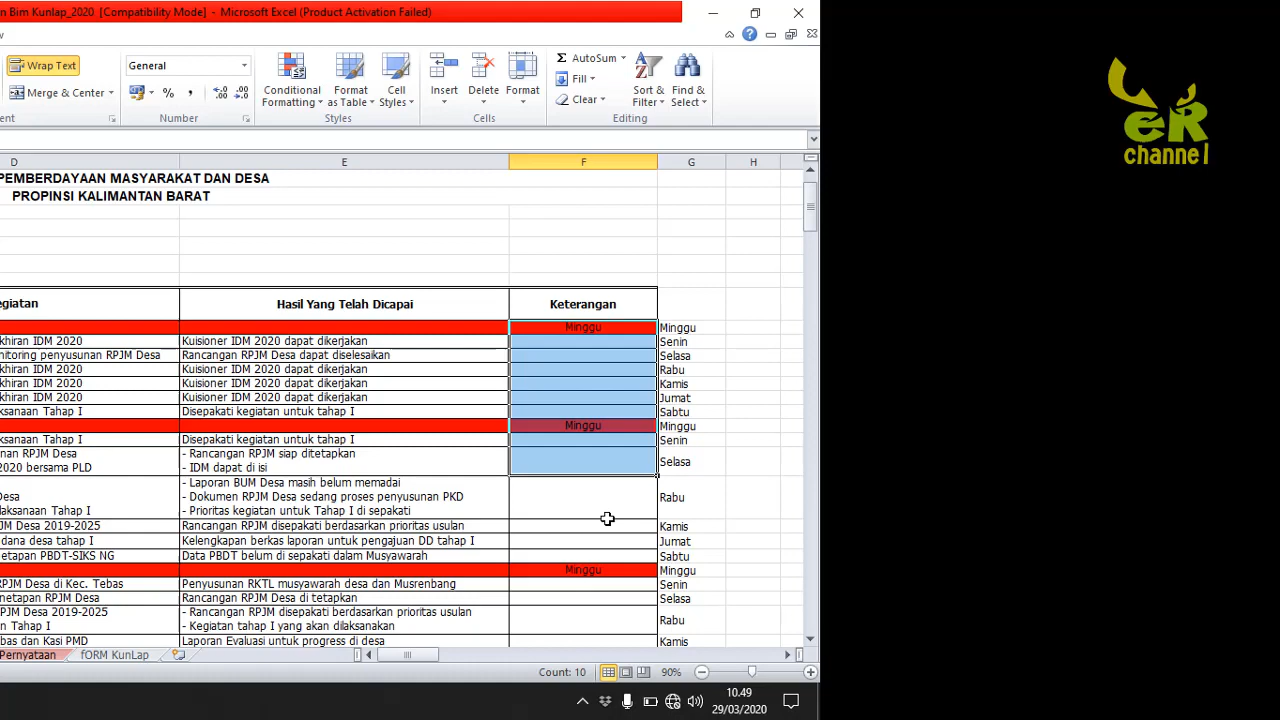 n Bim Kunlap_2020 [Compatibility Mode] - Microsoft Excel (Product Activation Failed)
Wrap Text
General
AutoSum
Fill
Clear
Merge & Center
%
,
Conditional Formatting
Format as Table
Cell Styles
Insert
Delete
Format
Sort & Filter
Find & Select
Number
Styles
Cells
Editing
D E F G H
PEMBERDAYAAN MASYARAKAT DAN DESA
PROPINSI KALIMANTAN BARAT
egiatan Hasil Yang Telah Dicapai Keterangan
Minggu Minggu
khiran IDM 2020 Kuisioner IDM 2020 dapat dikerjakan Senin
nitoring penyusunan RPJM Desa Rancangan RPJM Desa dapat diselesaikan Selasa
khiran IDM 2020 Kuisioner IDM 2020 dapat dikerjakan Rabu
khiran IDM 2020 Kuisioner IDM 2020 dapat dikerjakan Kamis
khiran IDM 2020 Kuisioner IDM 2020 dapat dikerjakan Jumat
ksanaan Tahap I Disepakati kegiatan untuk tahap I Sabtu
Minggu Minggu
ksanaan Tahap I Disepakati kegiatan untuk tahap I Senin
nan RPJM Desa - Rancangan RPJM siap ditetapkan
2020 bersama PLD - IDM dapat di isi Selasa
- Laporan BUM Desa masih belum memadai
Desa - Dokumen RPJM Desa sedang proses penyusunan PKD Rabu
laksanaan Tahap I - Prioritas kegiatan untuk Tahap I di sepakati
JM Desa 2019-2025 Rancangan RPJM disepakati berdasarkan prioritas usulan Kamis
dana desa tahap I Kelengkapan berkas laporan untuk pengajuan DD tahap I Jumat
etapan PBDT-SIKS NG Data PBDT belum di sepakati dalam Musyawarah Sabtu
Minggu Minggu
RPJM Desa di Kec. Tebas Penyusunan RKTL musyawarah desa dan Musrenbang Senin
netapan RPJM Desa Rancangan RPJM Desa di tetapkan Selasa
PJM Desa 2019-2025 - Rancangan RPJM disepakati berdasarkan prioritas usulan
n Tahap I - Kegiatan tahap I yang akan dilaksanakan Rabu
bas dan Kasi PMD Laporan Evaluasi untuk progress di desa Kamis
Pernyataan fORM KunLap
Count: 10 90%
10.49
29/03/2020
eR
channel